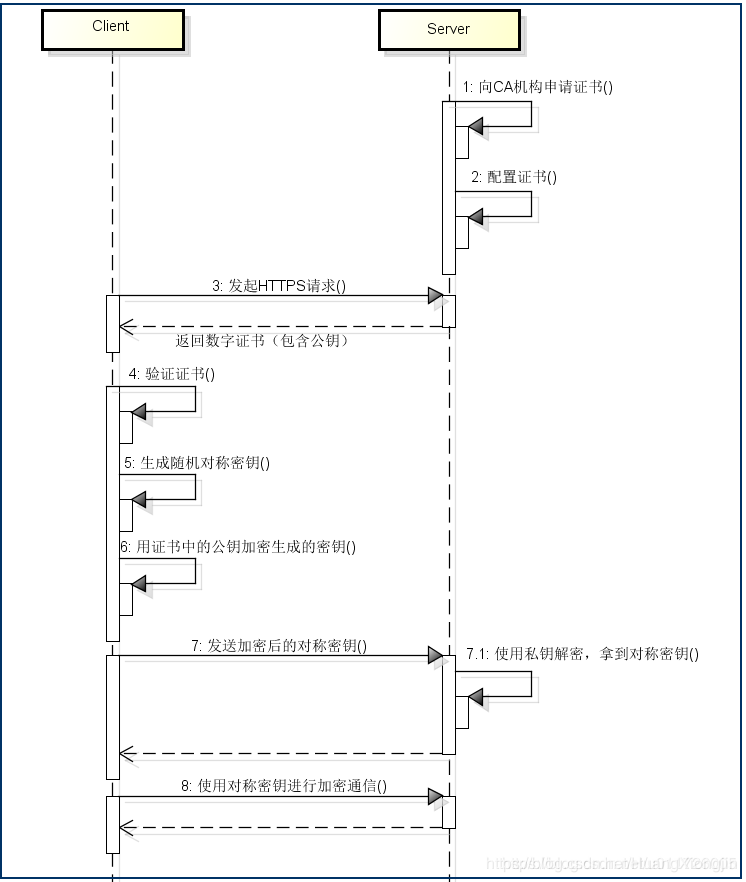 Client
Server
1: 向CA机构申请证书()
2: 配置证书()
3: 发起HTTPS请求()
返回数字证书（包含公钥）
4: 验证证书()
5: 生成随机对称密钥()
6: 用证书中的公钥加密生成的密钥()
7: 发送加密后的对称密钥()
7.1: 使用私钥解密，拿到对称密钥()
8: 使用对称密钥进行加密通信()